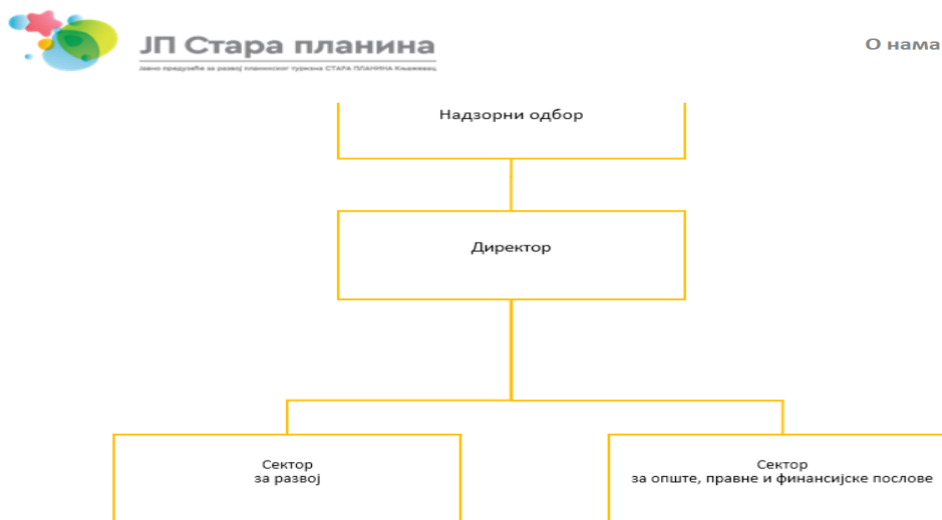 ЈП Стара планина
Јавно предузеће за развој планинског туризма СТАРА ПЛАНИНА Књажевац
О нама
Надзорни одбор
Директор
Сектор
за развој
Сектор
за опште, правне и финансијске послове